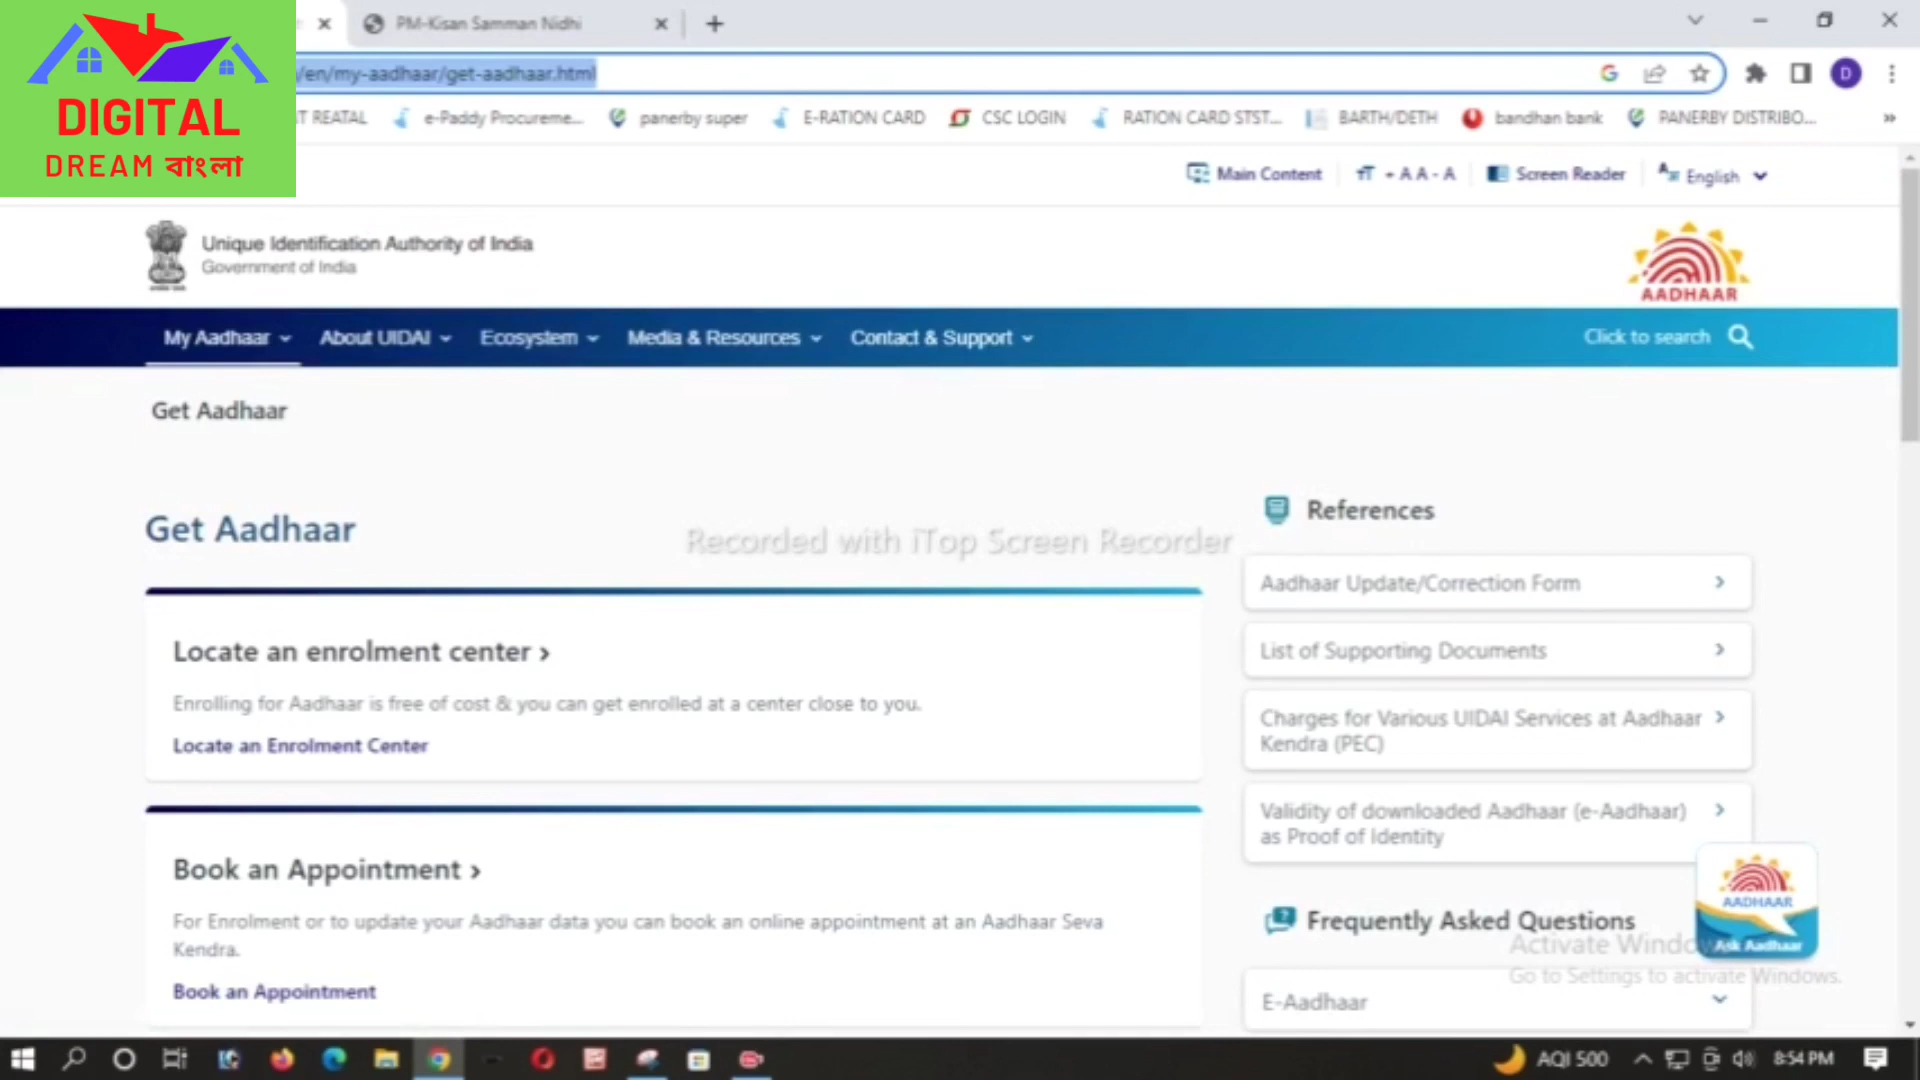 PM-Kisan Samman Nidhi
/en/my-aadhaar/get-aadhaar.html
DIGITAL
DREAM বাংলা
IT REATAL e-Paddy Procureme... panerby super E-RATION CARD CSC LOGIN RATION CARD STST... BARTH/DETH bandhan bank PANERBY DISTRIBO... »
Main Content + A A - A Screen Reader English
Unique Identification Authority of India
Government of India
AADHAAR
My Aadhaar About UIDAI Ecosystem Media & Resources Contact & Support Click to search
Get Aadhaar
Get Aadhaar
Recorded with iTop Screen Recorder
Locate an enrolment center >
Enrolling for Aadhaar is free of cost & you can get enrolled at a center close to you.
Locate an Enrolment Center
Book an Appointment >
For Enrolment or to update your Aadhaar data you can book an online appointment at an Aadhaar Seva
Kendra.
Book an Appointment
References
Aadhaar Update/Correction Form
List of Supporting Documents
Charges for Various UIDAI Services at Aadhaar
Kendra (PEC)
Validity of downloaded Aadhaar (e-Aadhaar)
as Proof of Identity
AADHAAR
Ask Aadhaar
Frequently Asked Questions
Activate Windo
Go to Settings to activate Windows.
E-Aadhaar
D
AQI 500
8:54 PM